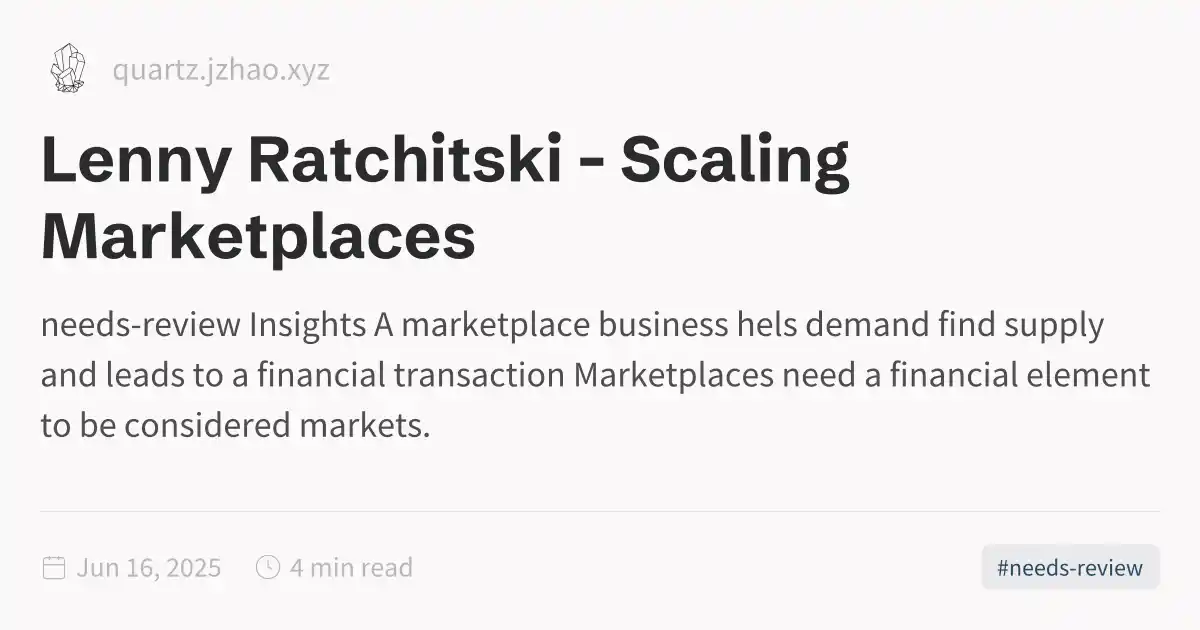 quartz.jzhao.xyz
Lenny Ratchitski - Scaling
Marketplaces
needs-review Insights A marketplace business hels demand find supply
and leads to a financial transaction Marketplaces need a financial element
to be considered markets.
Jun 16, 2025 4 min read
#needs-review